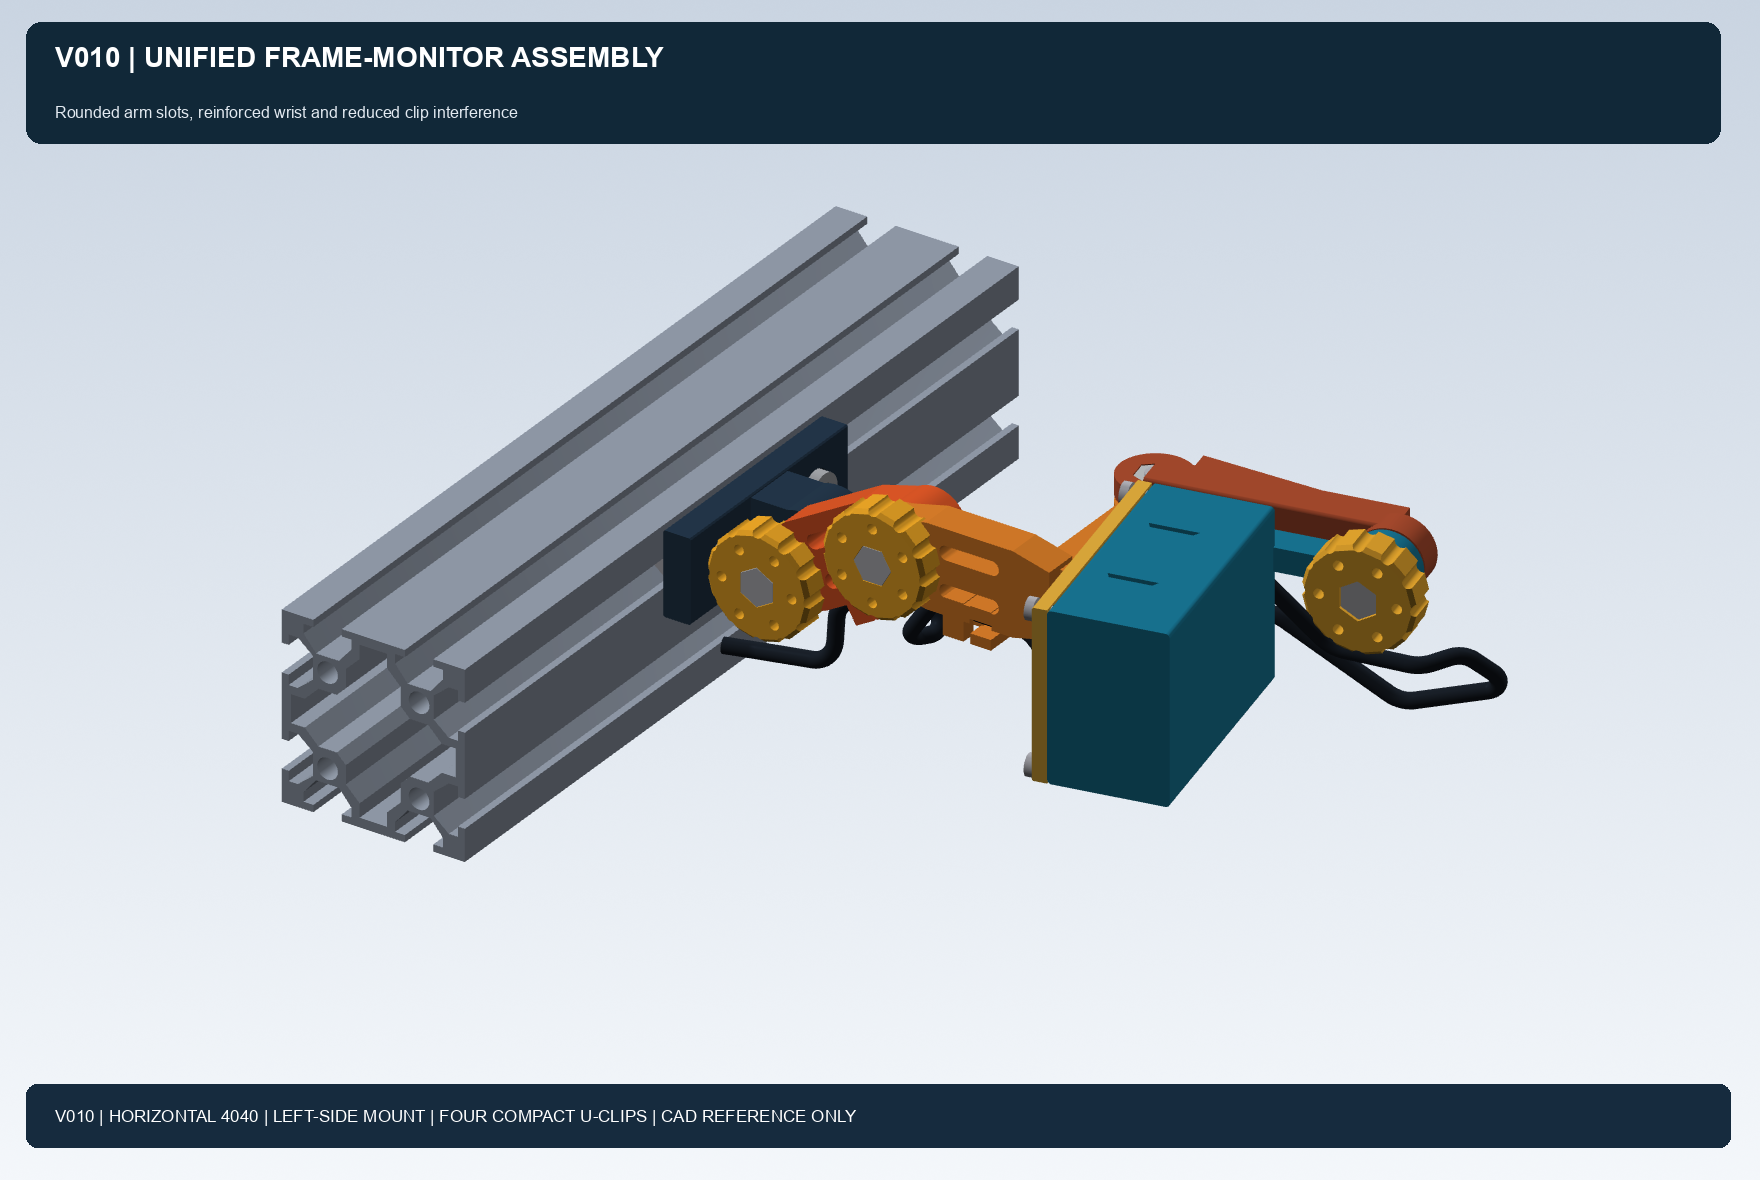 V010 | UNIFIED FRAME-MONITOR ASSEMBLY
Rounded arm slots, reinforced wrist and reduced clip interference
V010 | HORIZONTAL 4040 | LEFT-SIDE MOUNT | FOUR COMPACT U-CLIPS | CAD REFERENCE ONLY